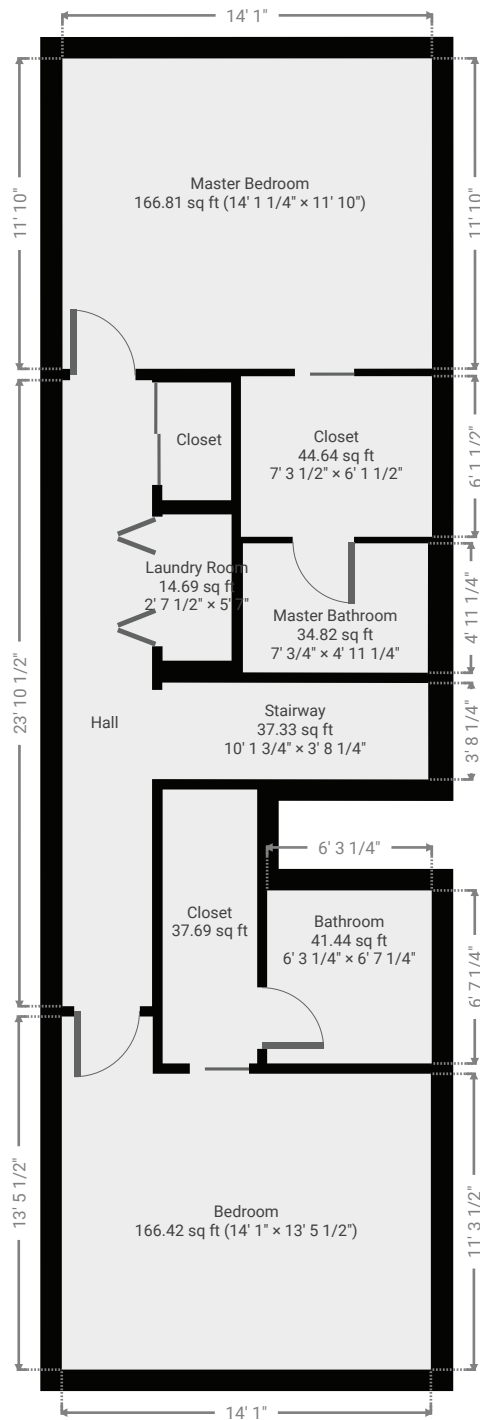 14' 1"
11' 10"
11' 10"
Master Bedroom
166.81 sq ft (14' 1 1/4" × 11' 10")
Closet
Closet
44.64 sq ft
7' 3 1/2" × 6' 1 1/2"
6' 1 1/2"
Laundry Room
14.69 sq ft
2' 7 1/2" × 5' 7"
Master Bathroom
34.82 sq ft
7' 3/4" × 4' 11 1/4"
4' 11 1/4"
23' 10 1/2"
Hall
Stairway
37.33 sq ft
10' 1 3/4" × 3' 8 1/4"
3' 8 1/4"
6' 3 1/4"
Closet
37.69 sq ft
Bathroom
41.44 sq ft
6' 3 1/4" × 6' 7 1/4"
6' 7 1/4"
13' 5 1/2"
Bedroom
166.42 sq ft (14' 1" × 13' 5 1/2")
11' 3 1/2"
14' 1"